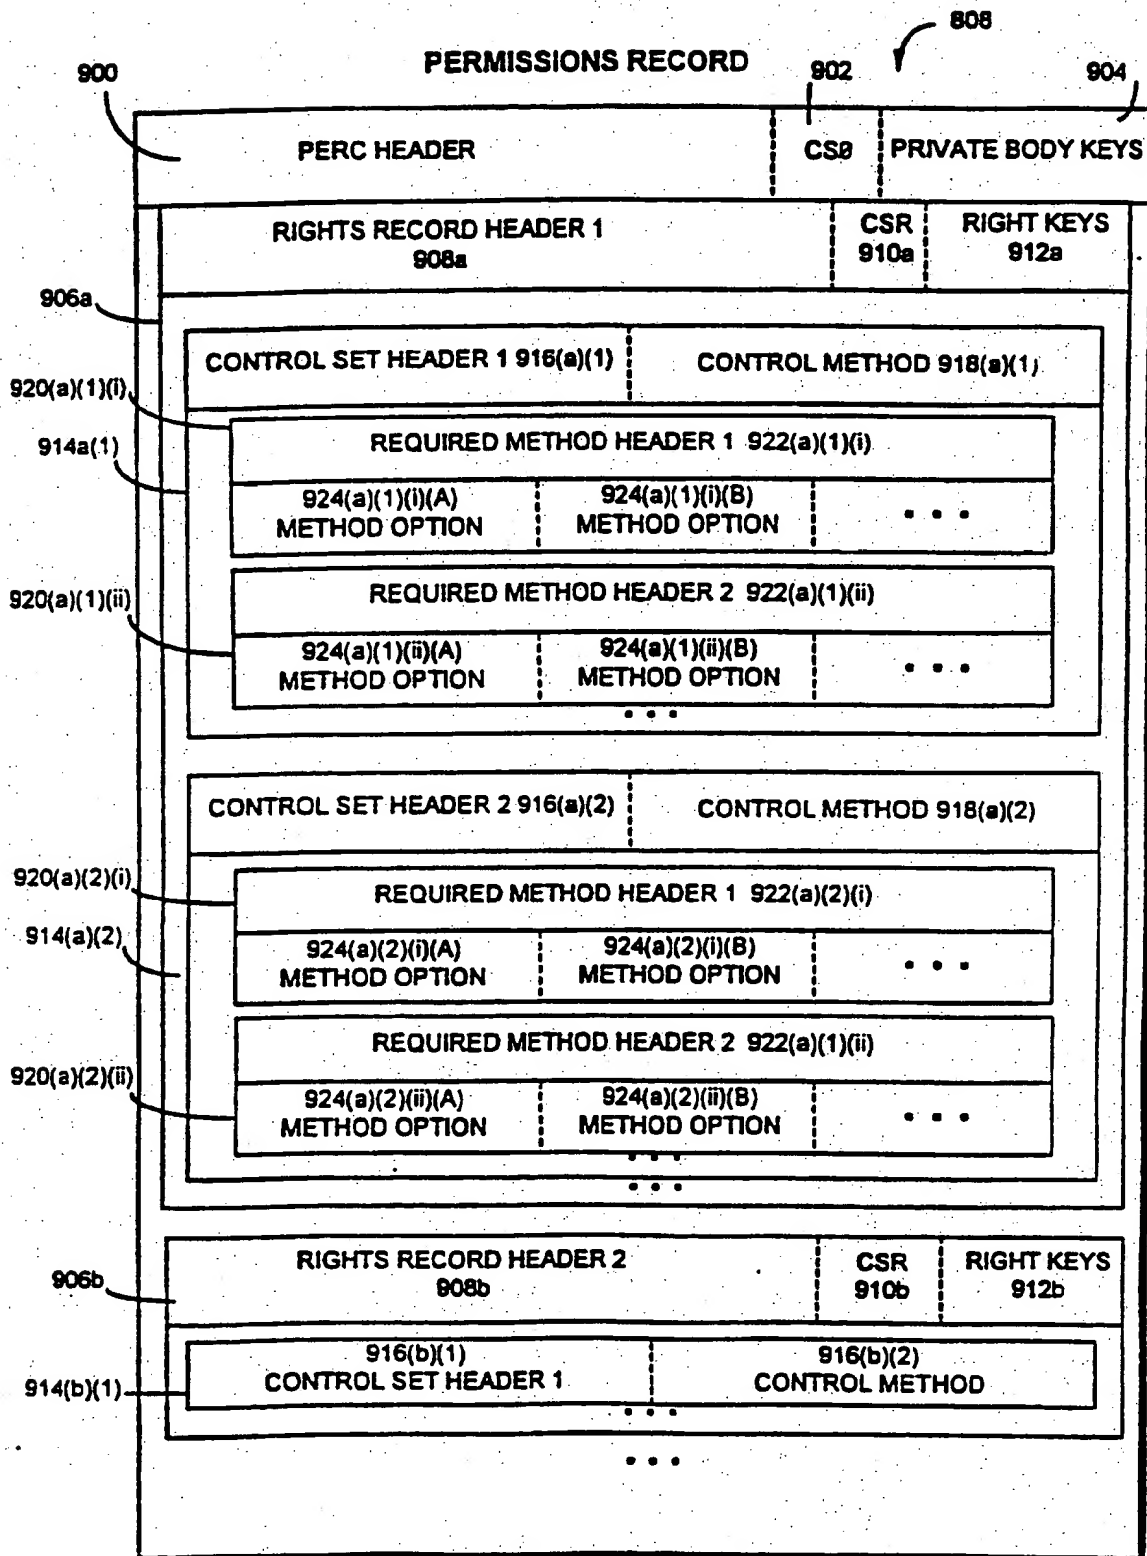 808
PERMISSIONS RECORD
900
902
904
PERC HEADER
CS0
PRIVATE BODY KEYS
RIGHTS RECORD HEADER 1
908a
CSR
910a
RIGHT KEYS
912a
906a
CONTROL SET HEADER 1 916(a)(1)
CONTROL METHOD 918(a)(1)
920(a)(1)(i)
REQUIRED METHOD HEADER 1 922(a)(1)(i)
914a(1)
924(a)(1)(i)(A)
METHOD OPTION
924(a)(1)(i)(B)
METHOD OPTION
• • •
920(a)(1)(ii)
REQUIRED METHOD HEADER 2 922(a)(1)(ii)
924(a)(1)(ii)(A)
METHOD OPTION
924(a)(1)(ii)(B)
METHOD OPTION
• • •
• • •
CONTROL SET HEADER 2 916(a)(2)
CONTROL METHOD 918(a)(2)
920(a)(2)(i)
REQUIRED METHOD HEADER 1 922(a)(2)(i)
914(a)(2)
924(a)(2)(i)(A)
METHOD OPTION
924(a)(2)(i)(B)
METHOD OPTION
• • •
REQUIRED METHOD HEADER 2 922(a)(1)(ii)
920(a)(2)(ii)
924(a)(2)(ii)(A)
METHOD OPTION
924(a)(2)(ii)(B)
METHOD OPTION
• • •
• • •
• • •
RIGHTS RECORD HEADER 2
908b
CSR
910b
RIGHT KEYS
912b
906b
916(b)(1)
CONTROL SET HEADER 1
916(b)(2)
CONTROL METHOD
914(b)(1)
• • •
• • •